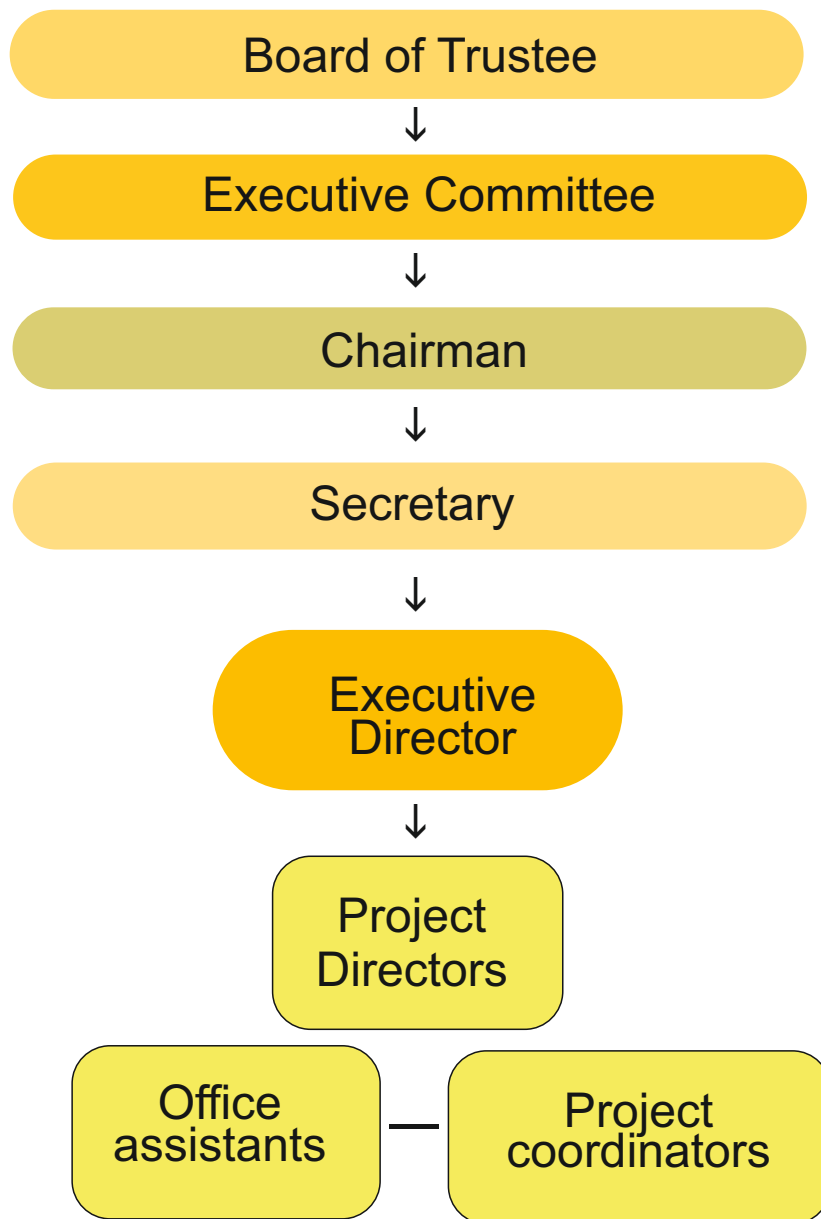 Board of Trustee
Executive Committee
Chairman
Secretary
Executive
Director
Project
Directors
Office
assistants
Project
coordinators